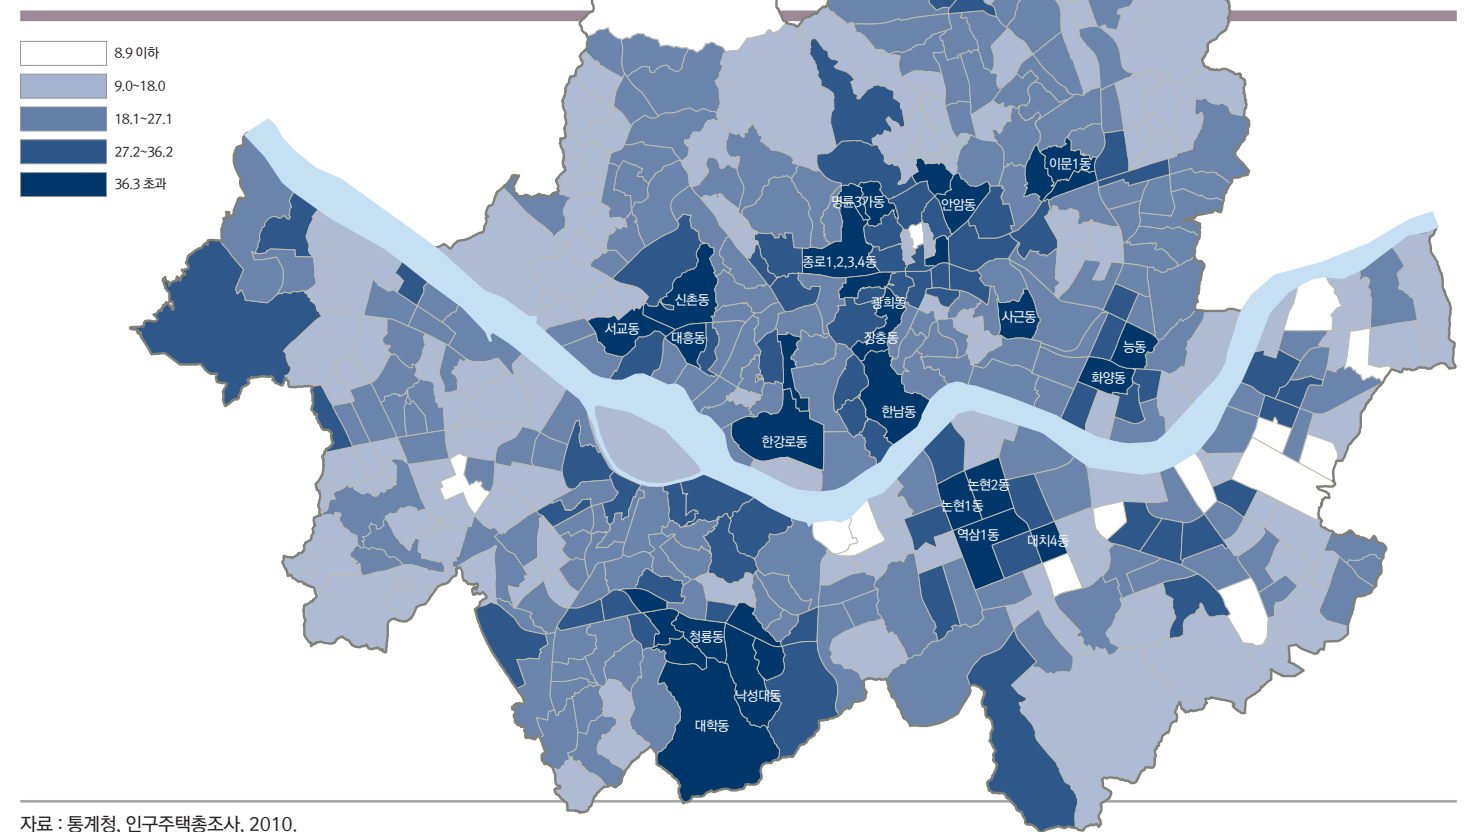 8.9 이하
9.0~18.0
18.1~27.1
27.2~36.2
36.3 초과
이문1동
명륜3가동
안암동
종로1,2,3,4동
신촌동
광희동
서교동
대흥동
사근동
장충동
능동
화양동
한남동
한강로동
논현2동
논현1동
역삼1동
대치4동
청룡동
낙성대동
대학동
자료 : 통계청, 인구주택총조사, 2010.